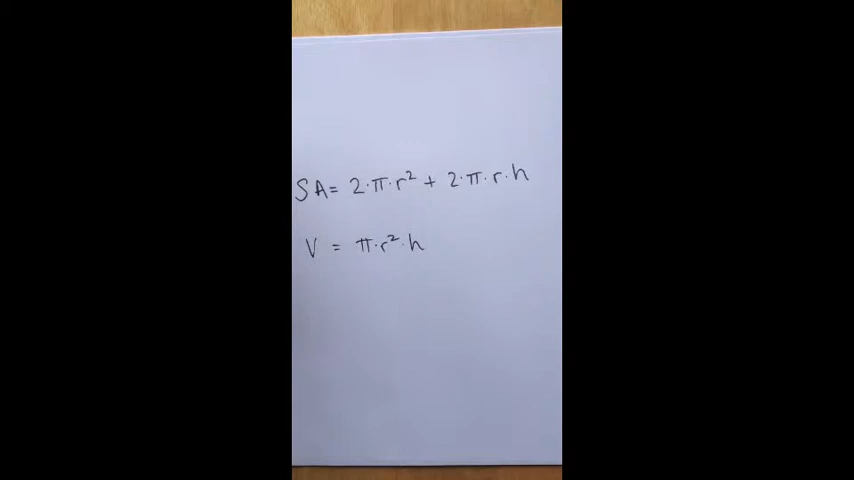 SA = 2·π·r² + 2·π·r·h
V = π·r²·h